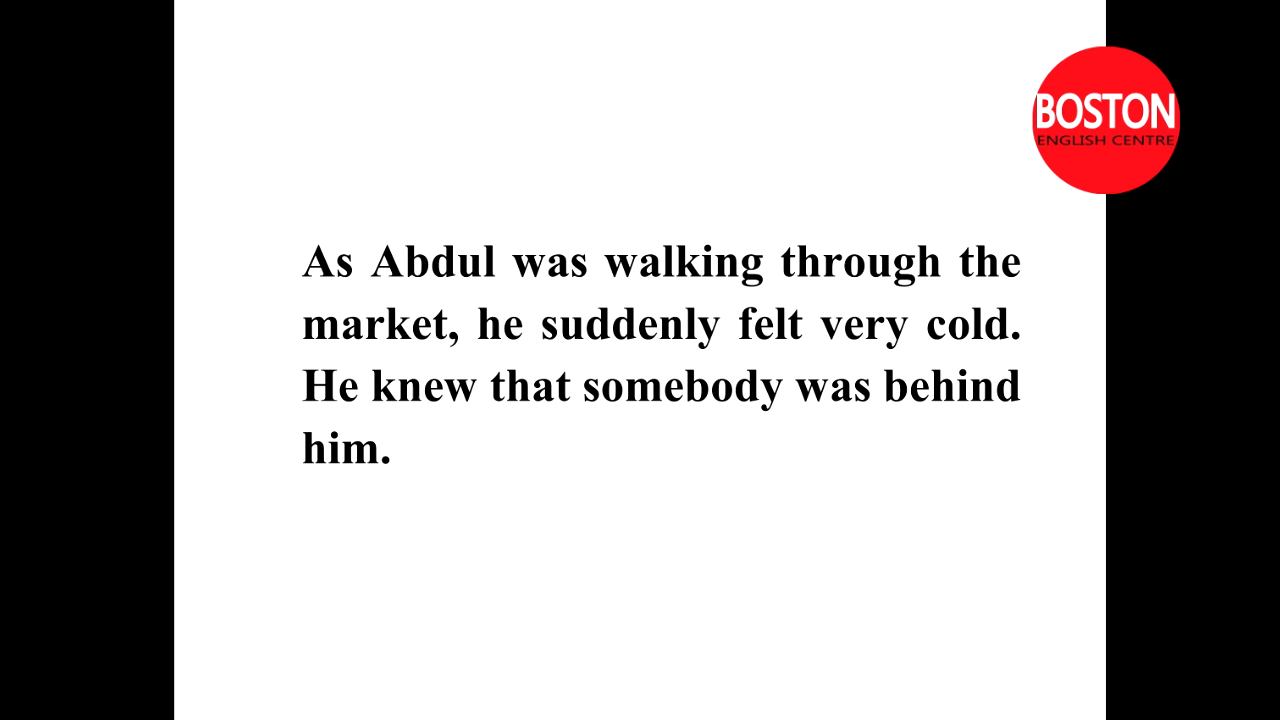 BOSTON
ENGLISH CENTRE
As Abdul was walking through the
market, he suddenly felt very cold.
He knew that somebody was behind
him.